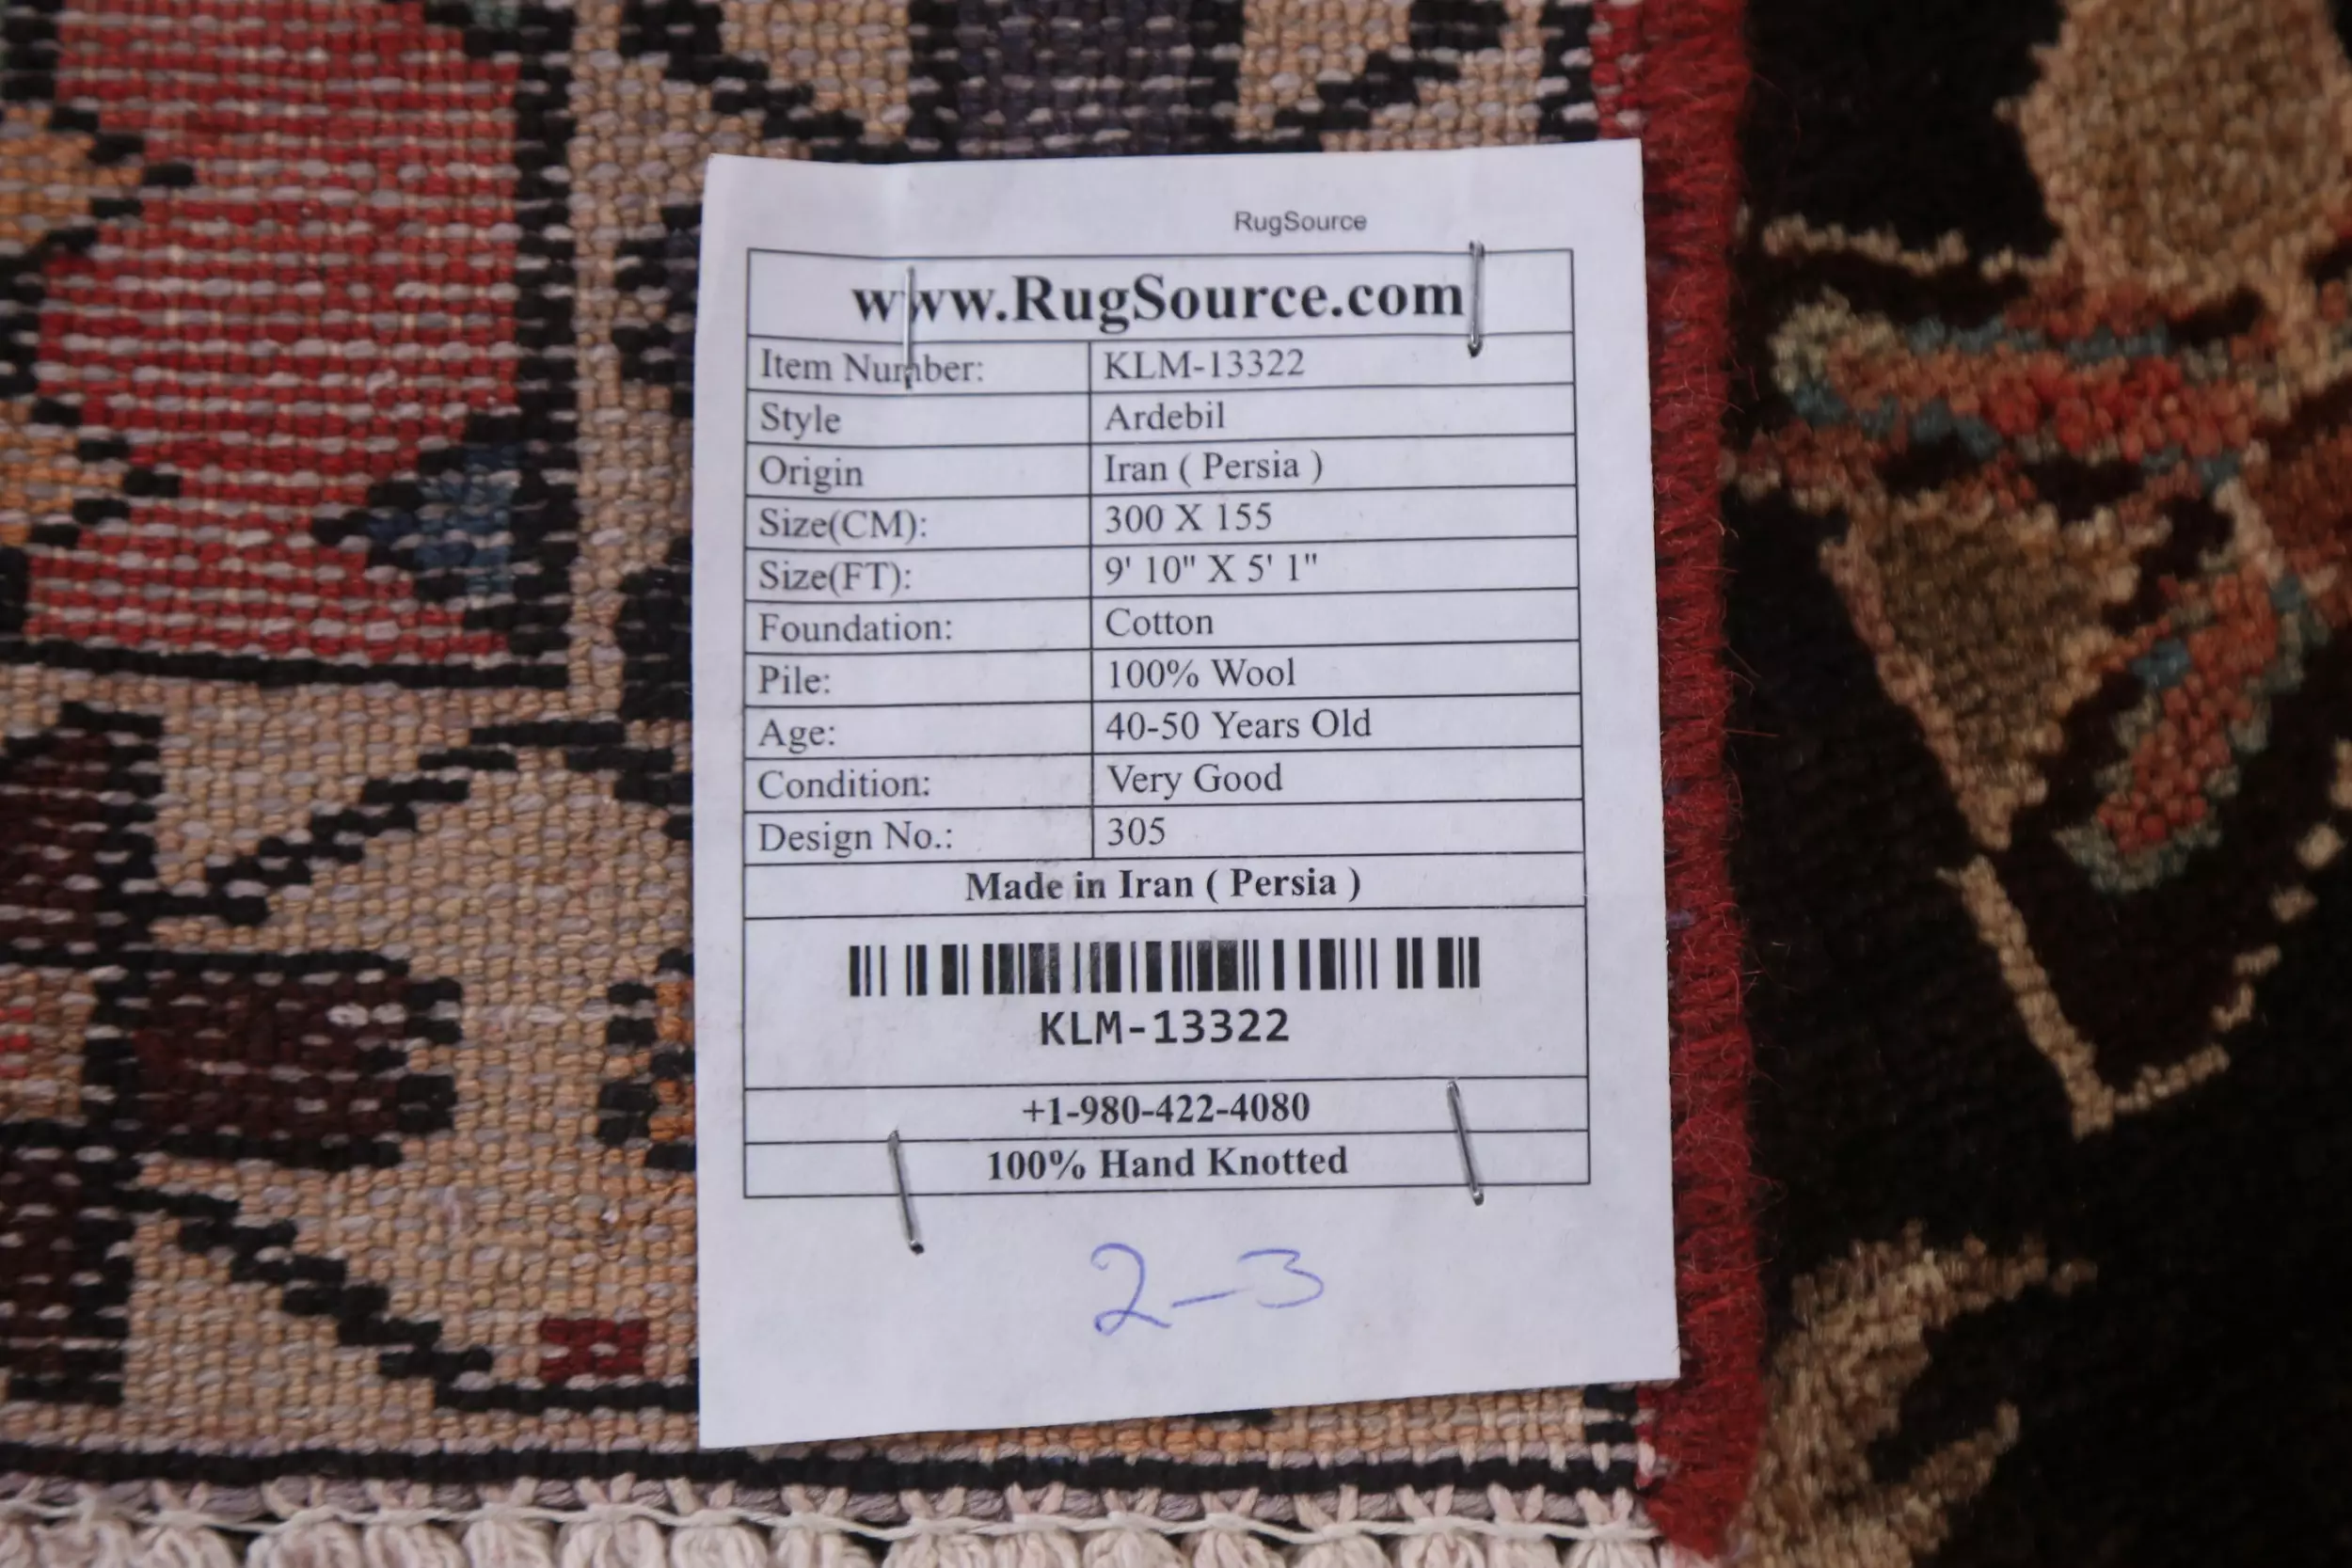 RugSource
www.RugSource.com
Item Number: KLM-13322
Style Ardebil
Origin Iran ( Persia )
Size(CM): 300 X 155
Size(FT): 9' 10" X 5' 1"
Foundation: Cotton
Pile: 100% Wool
Age: 40-50 Years Old
Condition: Very Good
Design No.: 305
Made in Iran ( Persia )
KLM-13322
+1-980-422-4080
100% Hand Knotted
2-3